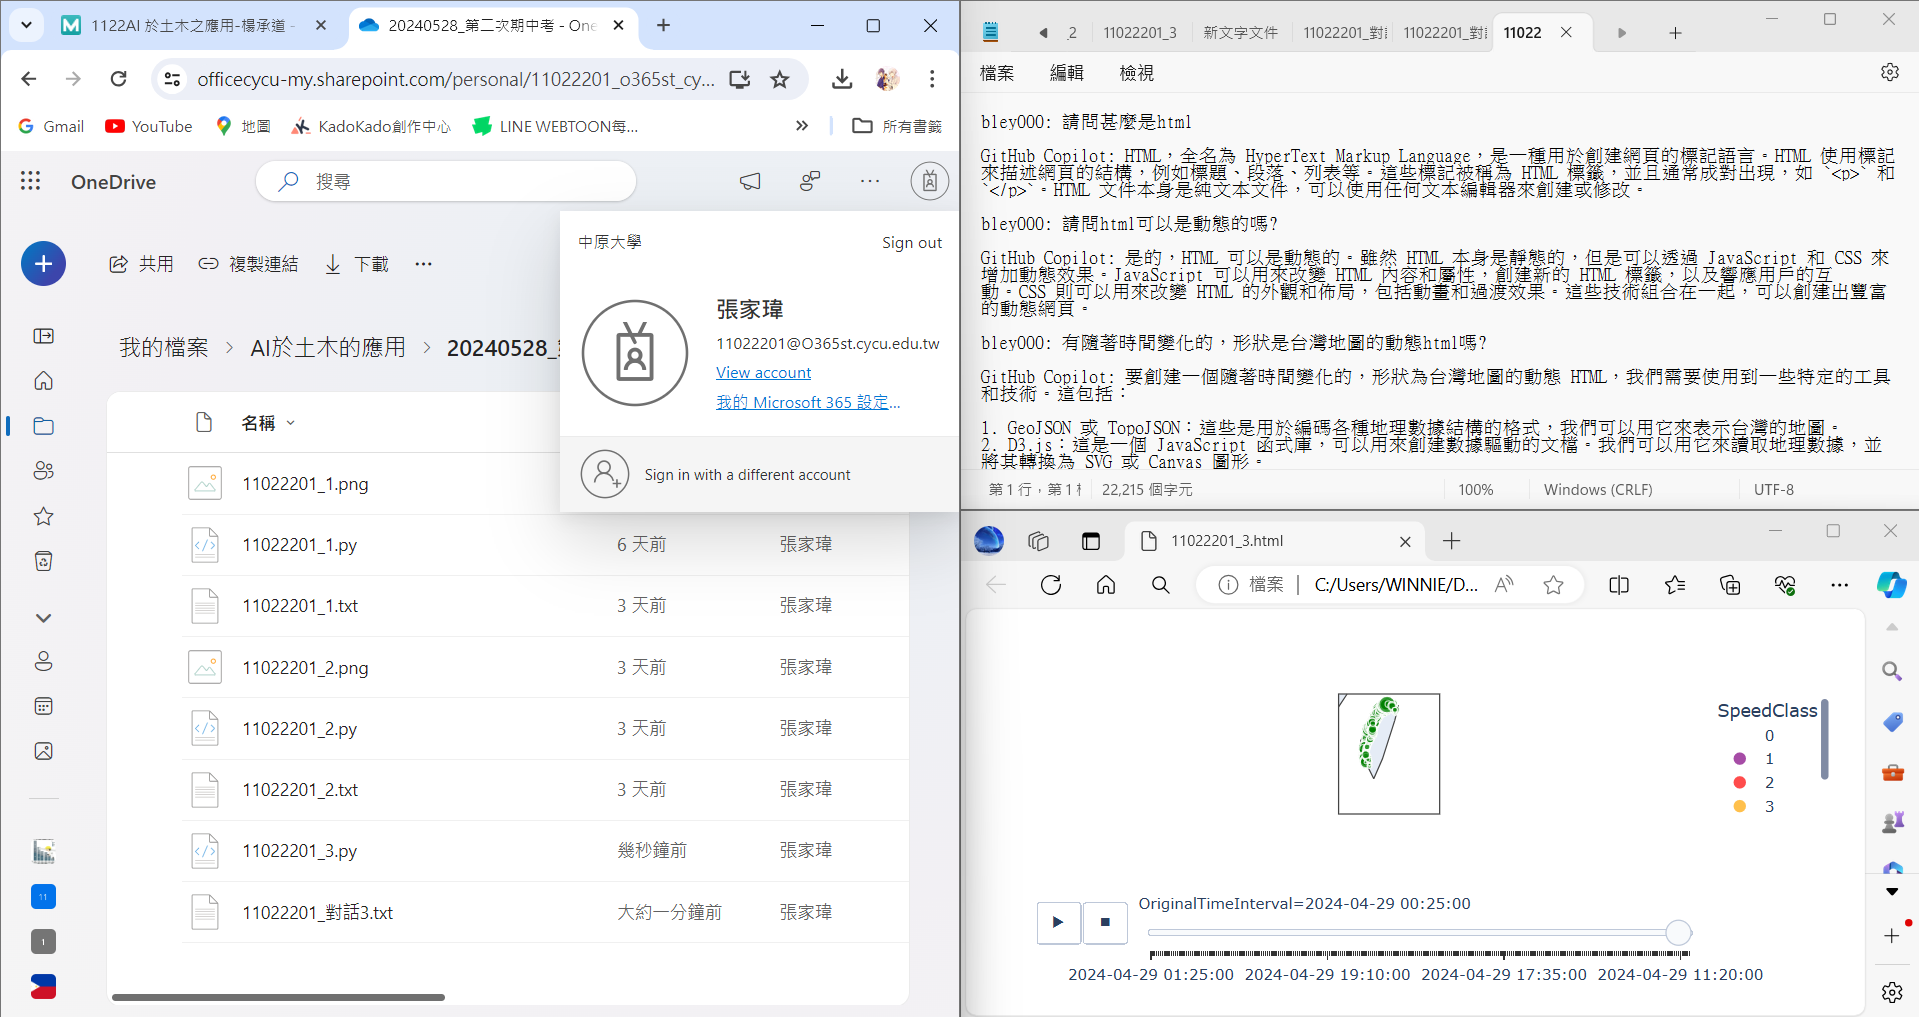 1122AI 於土木之應用-楊承道 -
20240528_第二次期中考 - One
officecycu-my.sharepoint.com/personal/11022201_o365st_cy...
Gmail
YouTube
地圖
KadoKado創作中心
LINE WEBTOON每...
所有書籤
OneDrive
搜尋
中原大學
Sign out
張家瑋
11022201@O365st.cycu.edu.tw
View account
我的 Microsoft 365 設定...
Sign in with a different account
共用
複製連結
下載
我的檔案 > AI於土木的應用 > 20240528_
名稱
11022201_1.png
11022201_1.py 6 天前 張家瑋
11022201_1.txt 3 天前 張家瑋
11022201_2.png 3 天前 張家瑋
11022201_2.py 3 天前 張家瑋
11022201_2.txt 3 天前 張家瑋
11022201_3.py 幾秒鐘前 張家瑋
11022201_對話3.txt 大約一分鐘前 張家瑋
11
1
_2
11022201_3
新文字文件
11022201_對
11022201_對
11022
檔案
編輯
檢視
bley000: 請問甚麼是html
GitHub Copilot: HTML，全名為 HyperText Markup Language，是一種用於創建網頁的標記語言。HTML 使用標記
來描述網頁的結構，例如標題、段落、列表等。這些標記被稱為 HTML 標籤，並且通常成對出現，如 `<p>` 和
`</p>`。HTML 文件本身是純文本文件，可以使用任何文本編輯器來創建或修改。
bley000: 請問html可以是動態的嗎?
GitHub Copilot: 是的，HTML 可以是動態的。雖然 HTML 本身是靜態的，但是可以透過 JavaScript 和 CSS 來
增加動態效果。JavaScript 可以用來改變 HTML 內容和屬性，創建新的 HTML 標籤，以及響應用戶的互
動。CSS 則可以用來改變 HTML 的外觀和佈局，包括動畫和過渡效果。這些技術組合在一起，可以創建出豐富
的動態網頁。
bley000: 有隨著時間變化的，形狀是台灣地圖的動態html嗎?
GitHub Copilot: 要創建一個隨著時間變化的，形狀為台灣地圖的動態 HTML，我們需要使用到一些特定的工具
和技術。這包括：
1. GeoJSON 或 TopoJSON：這些是用於編碼各種地理數據結構的格式，我們可以用它來表示台灣的地圖。
2. D3.js：這是一個 JavaScript 函式庫，可以用來創建數據驅動的文檔。我們可以用它來讀取地理數據，並
將其轉換為 SVG 或 Canvas 圖形。
第 1 行，第 1
22,215 個字元
100%
Windows (CRLF)
UTF-8
11022201_3.html
檔案
C:/Users/WINNIE/D...
SpeedClass
0
1
2
3
OriginalTimeInterval=2024-04-29 00:25:00
2024-04-29 01:25:00 2024-04-29 19:10:00 2024-04-29 17:35:00 2024-04-29 11:20:00